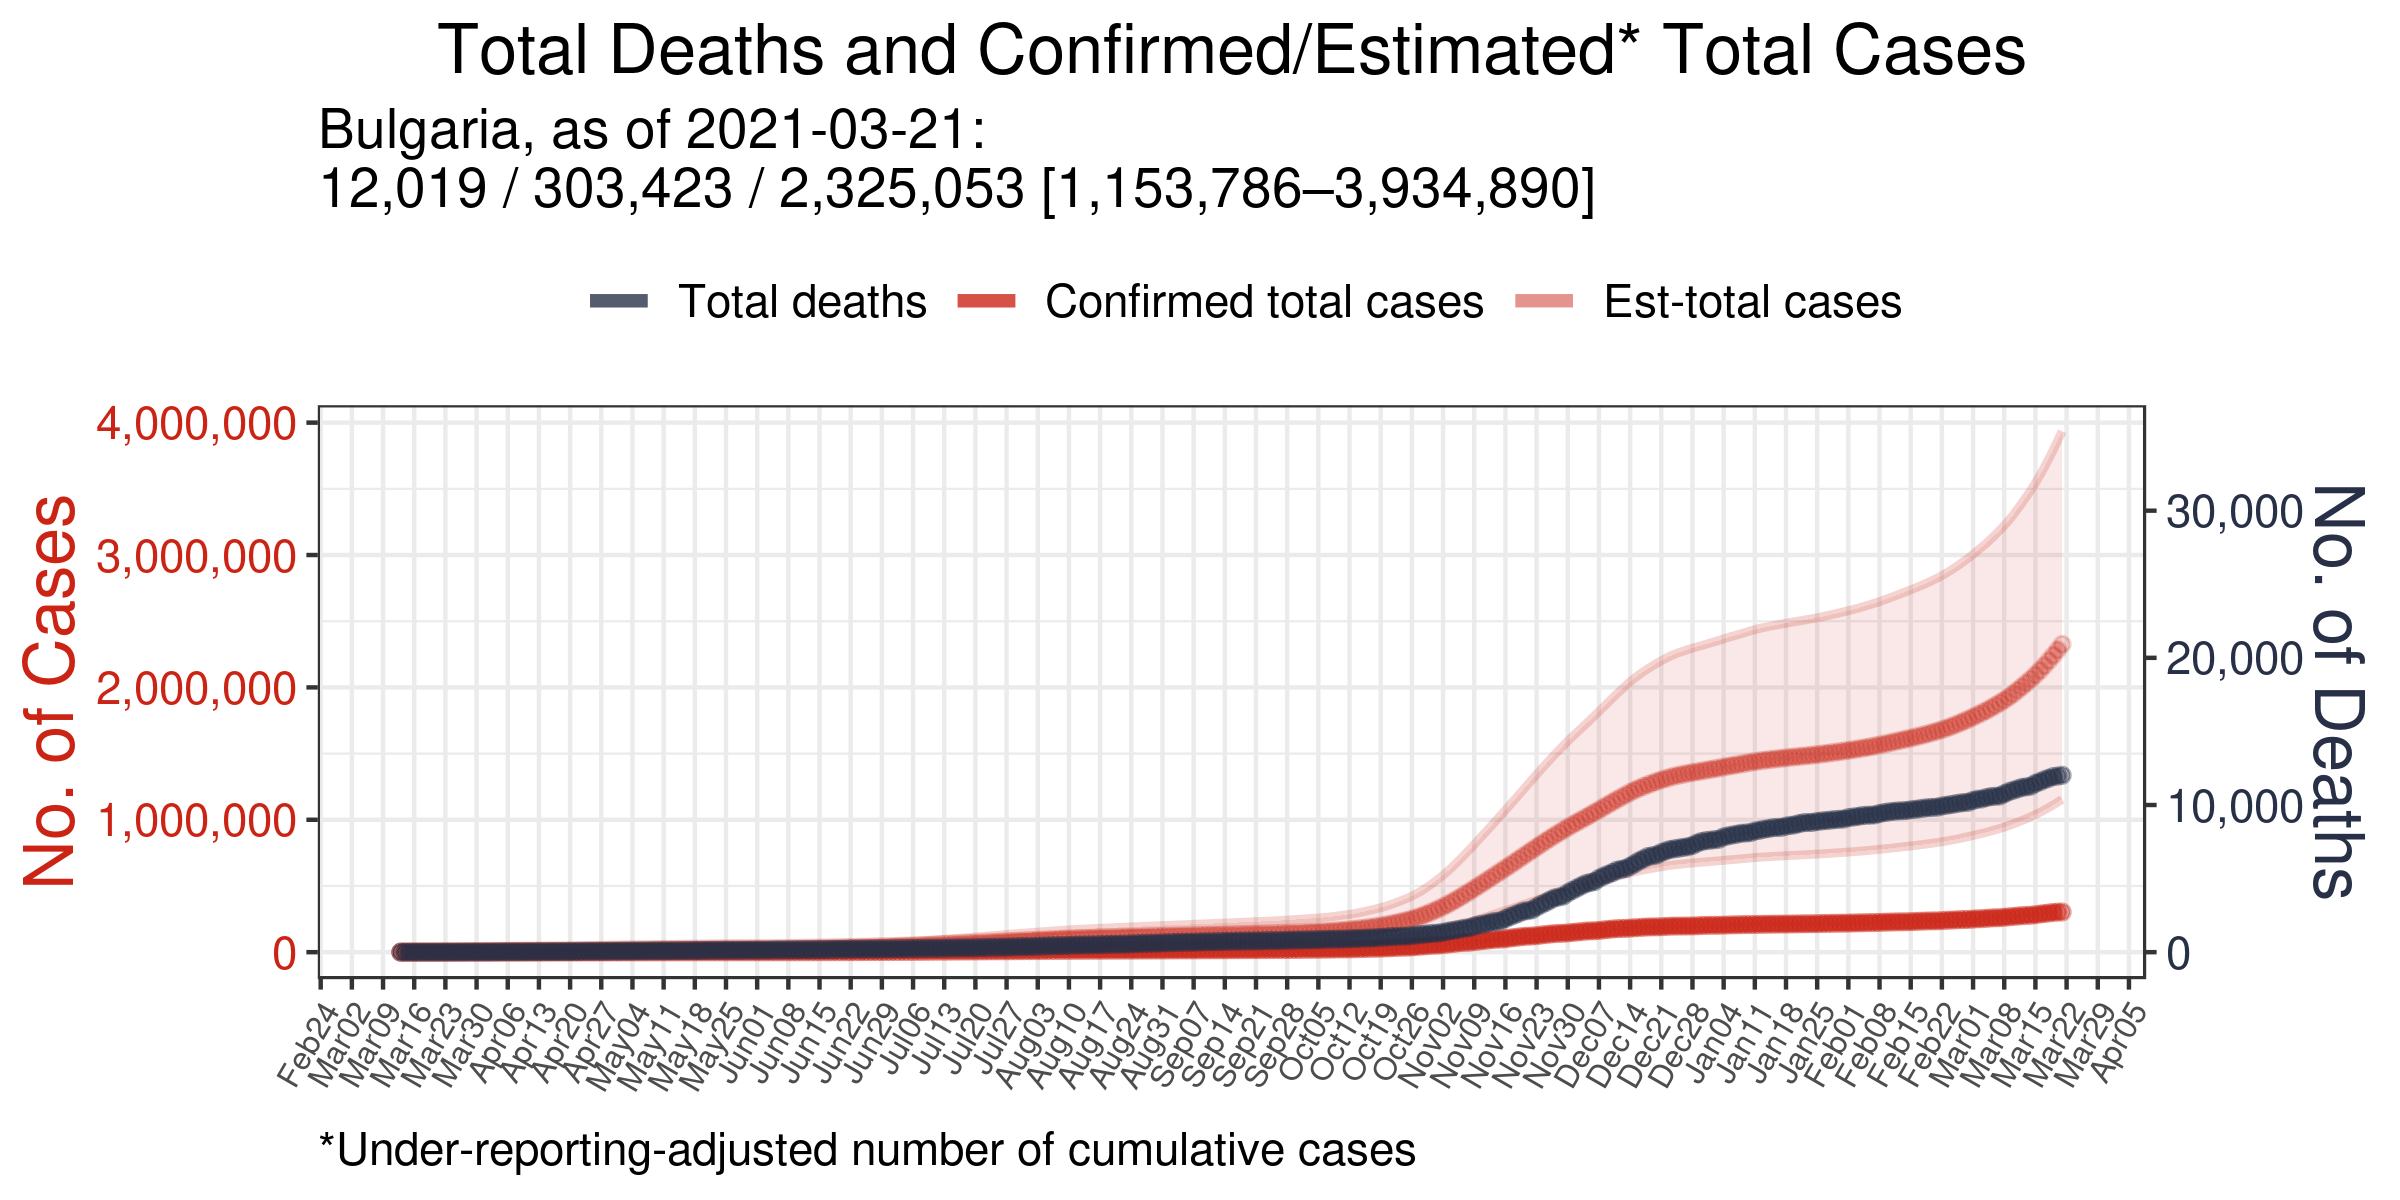 Total Deaths and Confirmed/Estimated* Total Cases
Bulgaria, as of 2021-03-21:
12,019 / 303,423 / 2,325,053 [1,153,786–3,934,890]
Total deaths
Confirmed total cases
Est-total cases
No. of Cases
4,000,000
3,000,000
2,000,000
1,000,000
0
30,000
20,000
10,000
0
No. of Deaths
Feb24
Mar02
Mar09
Mar16
Mar23
Mar30
Apr06
Apr13
Apr20
Apr27
May04
May11
May18
May25
Jun01
Jun08
Jun15
Jun22
Jun29
Jul06
Jul13
Jul20
Jul27
Aug03
Aug10
Aug17
Aug24
Aug31
Sep07
Sep14
Sep21
Sep28
Oct05
Oct12
Oct19
Oct26
Nov02
Nov09
Nov16
Nov23
Nov30
Dec07
Dec14
Dec21
Dec28
Jan04
Jan11
Jan18
Jan25
Feb01
Feb08
Feb15
Feb22
Mar01
Mar08
Mar15
Mar22
Mar29
Apr05
*Under-reporting-adjusted number of cumulative cases